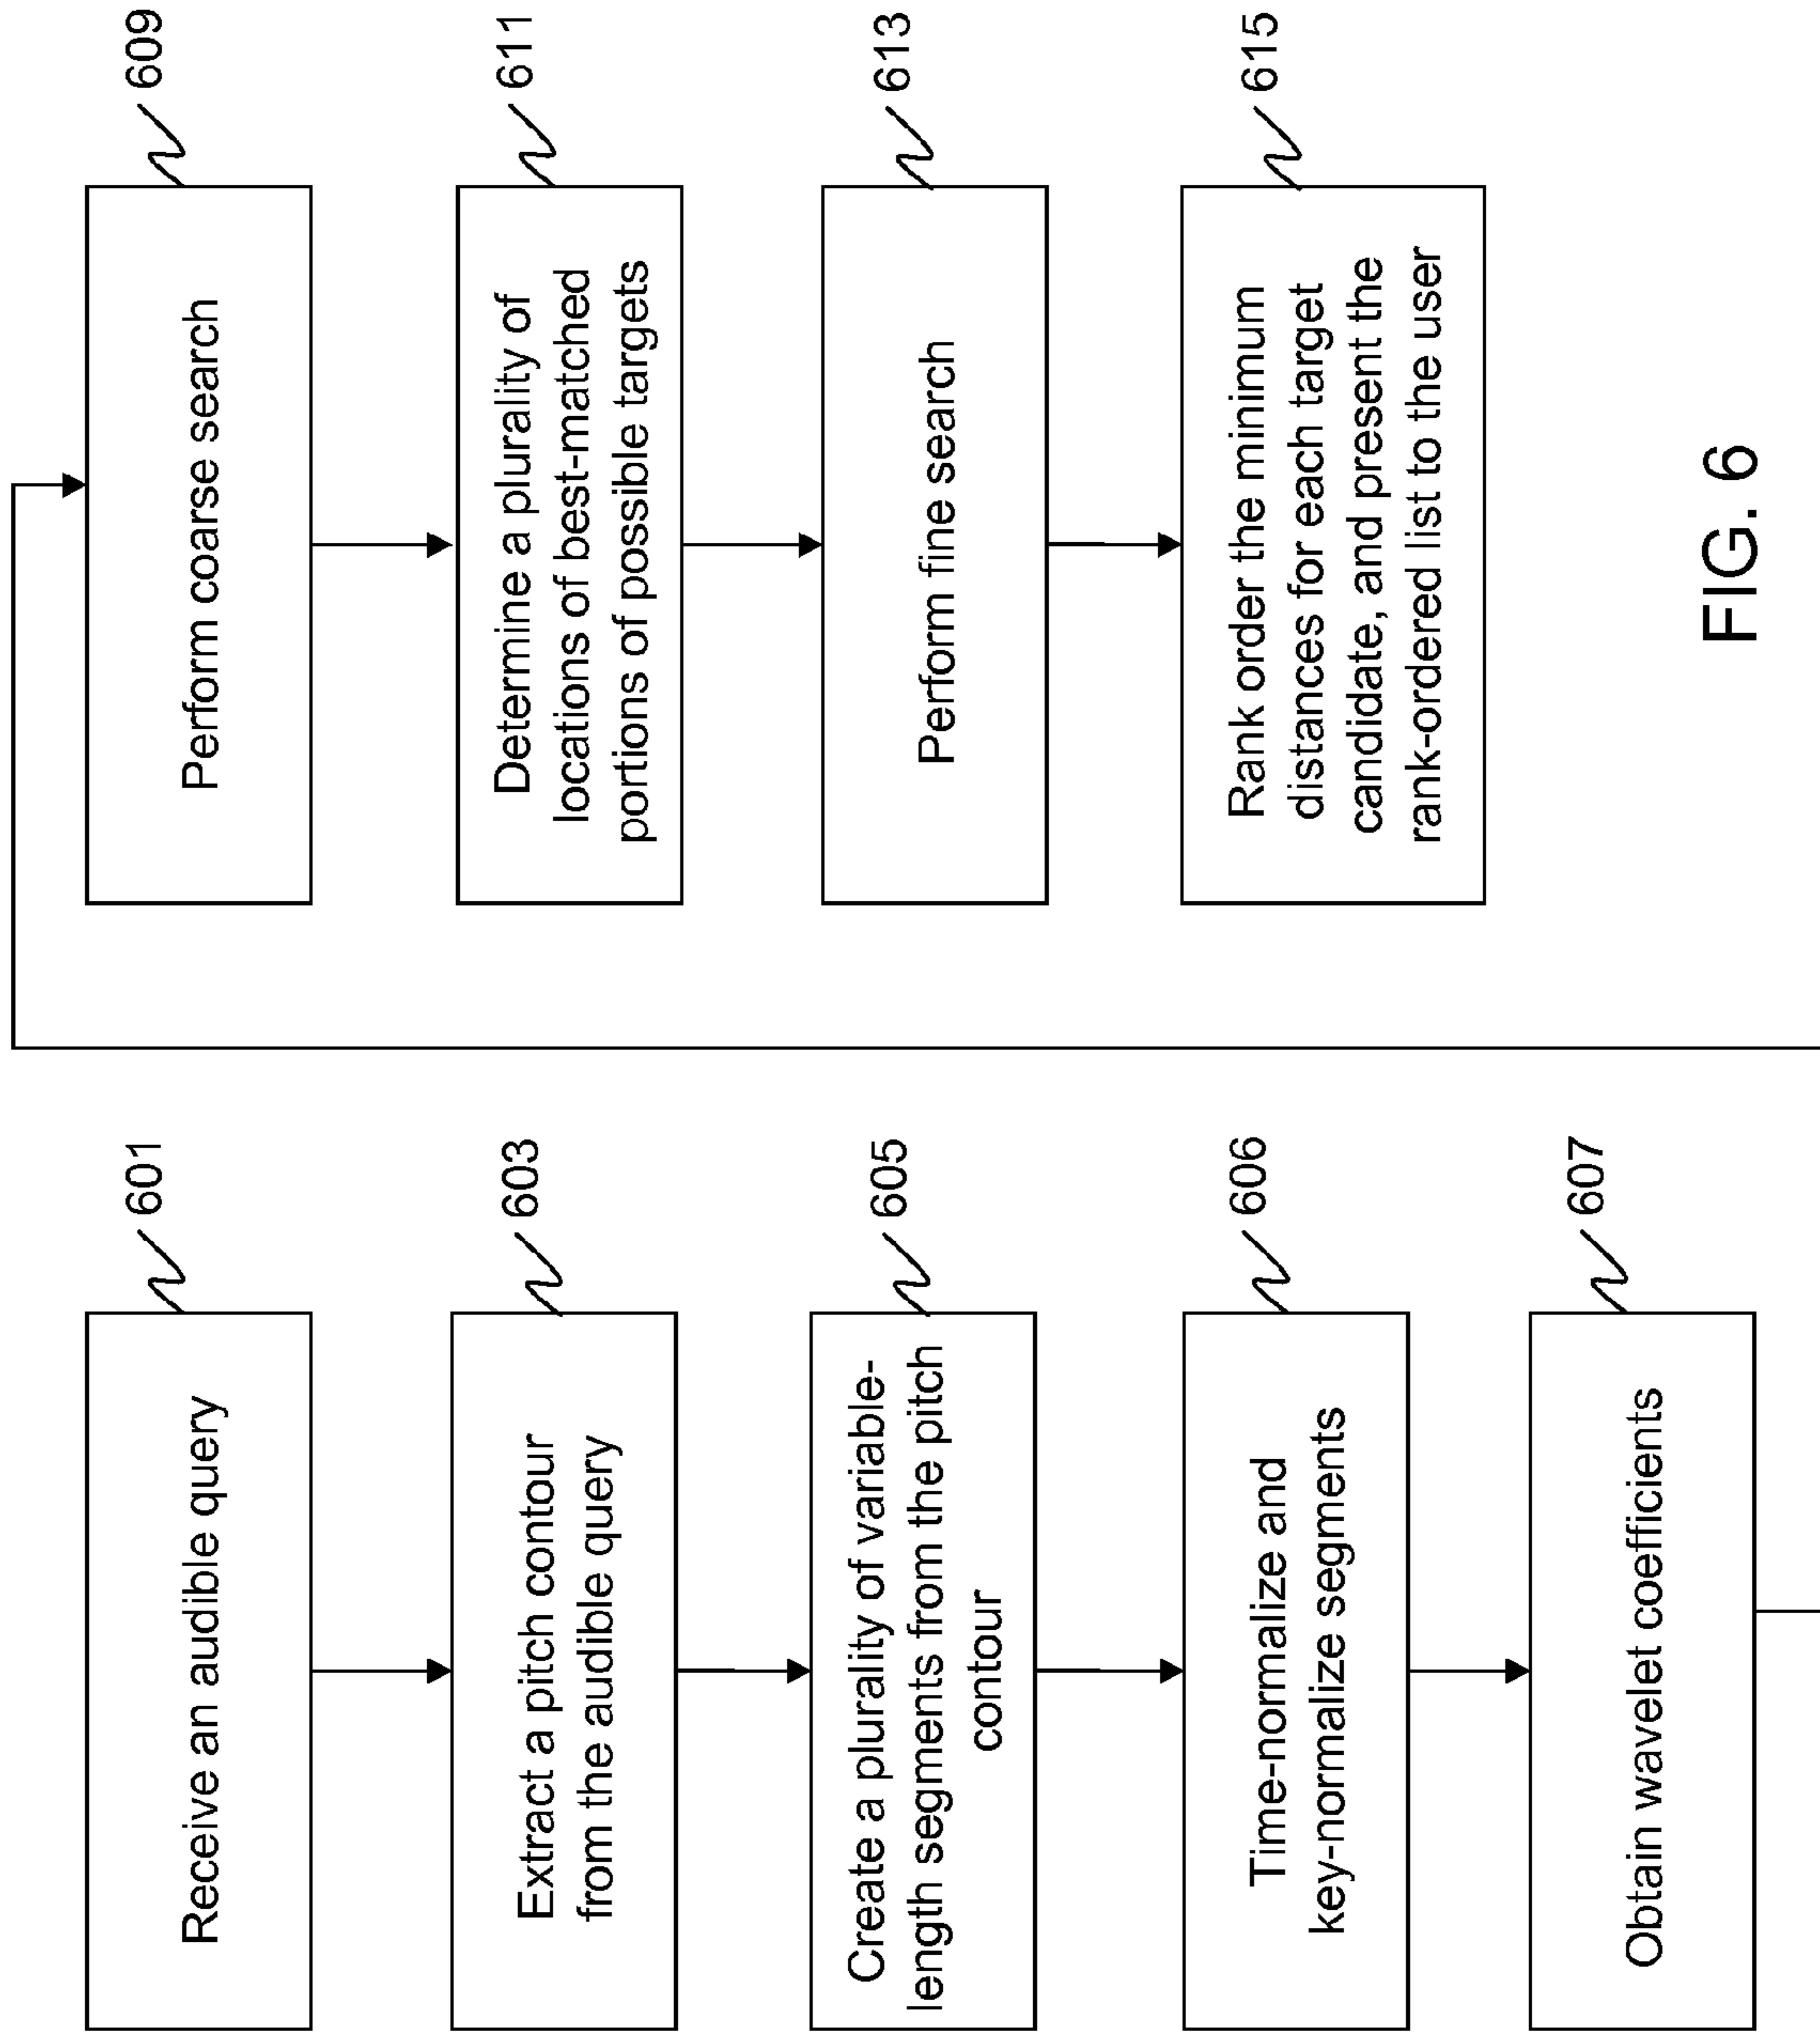 Receive an audible query
601
Extract a pitch contour
from the audible query
603
Create a plurality of variable-
length segments from the pitch
contour
605
Time-normalize and
key-normalize segments
606
Obtain wavelet coefficients
607
Perform coarse search
609
Determine a plurality of
locations of best-matched
portions of possible targets
611
Perform fine search
613
Rank order the minimum
distances for each target
candidate, and present the
rank-ordered list to the user
615
FIG. 6